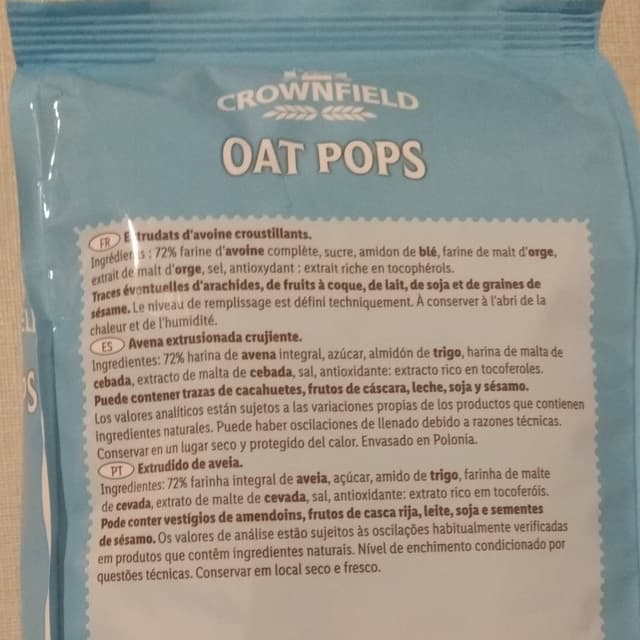 CROWNFIELD
OAT POPS
FR Extrudats d'avoine croustillants.
Ingrédients : 72% farine d'avoine complète, sucre, amidon de blé, farine de malt d'orge,
extrait de malt d'orge, sel, antioxydant : extrait riche en tocophérols.
Traces éventuelles d'arachides, de fruits à coque, de lait, de soja et de graines de
sésame. Le niveau de remplissage est défini techniquement. À conserver à l'abri de la
chaleur et de l'humidité.
ES Avena extrusionada crujiente.
Ingredientes: 72% harina de avena integral, azúcar, almidón de trigo, harina de malta de
cebada, extracto de malta de cebada, sal, antioxidante: extracto rico en tocoferoles.
Puede contener trazas de cacahuetes, frutos de cáscara, leche, soja y sésamo.
Los valores analíticos están sujetos a las variaciones propias de los productos que contienen
ingredientes naturales. Puede haber oscilaciones de llenado debido a razones técnicas.
Conservar en un lugar seco y protegido del calor. Envasado en Polonia.
PT Extrudido de aveia.
Ingredientes: 72% farinha integral de aveia, açúcar, amido de trigo, farinha de malte
de cevada, extrato de malte de cevada, sal, antioxidante: extrato rico em tocoferóis.
Pode conter vestígios de amendoins, frutos de casca rija, leite, soja e sementes
de sésamo. Os valores de análise estão sujeitos às oscilações habitualmente verificadas
em produtos que contêm ingredientes naturais. Nível de enchimento condicionado por
questões técnicas. Conservar em local seco e fresco.